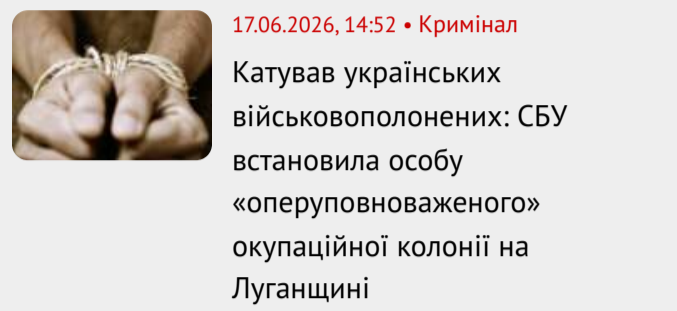 17.06.2026, 14:52 • Кримінал
Катував українських
військовополонених: СБУ
встановила особу
«оперуповноваженого»
окупаційної колонії на
Луганщині